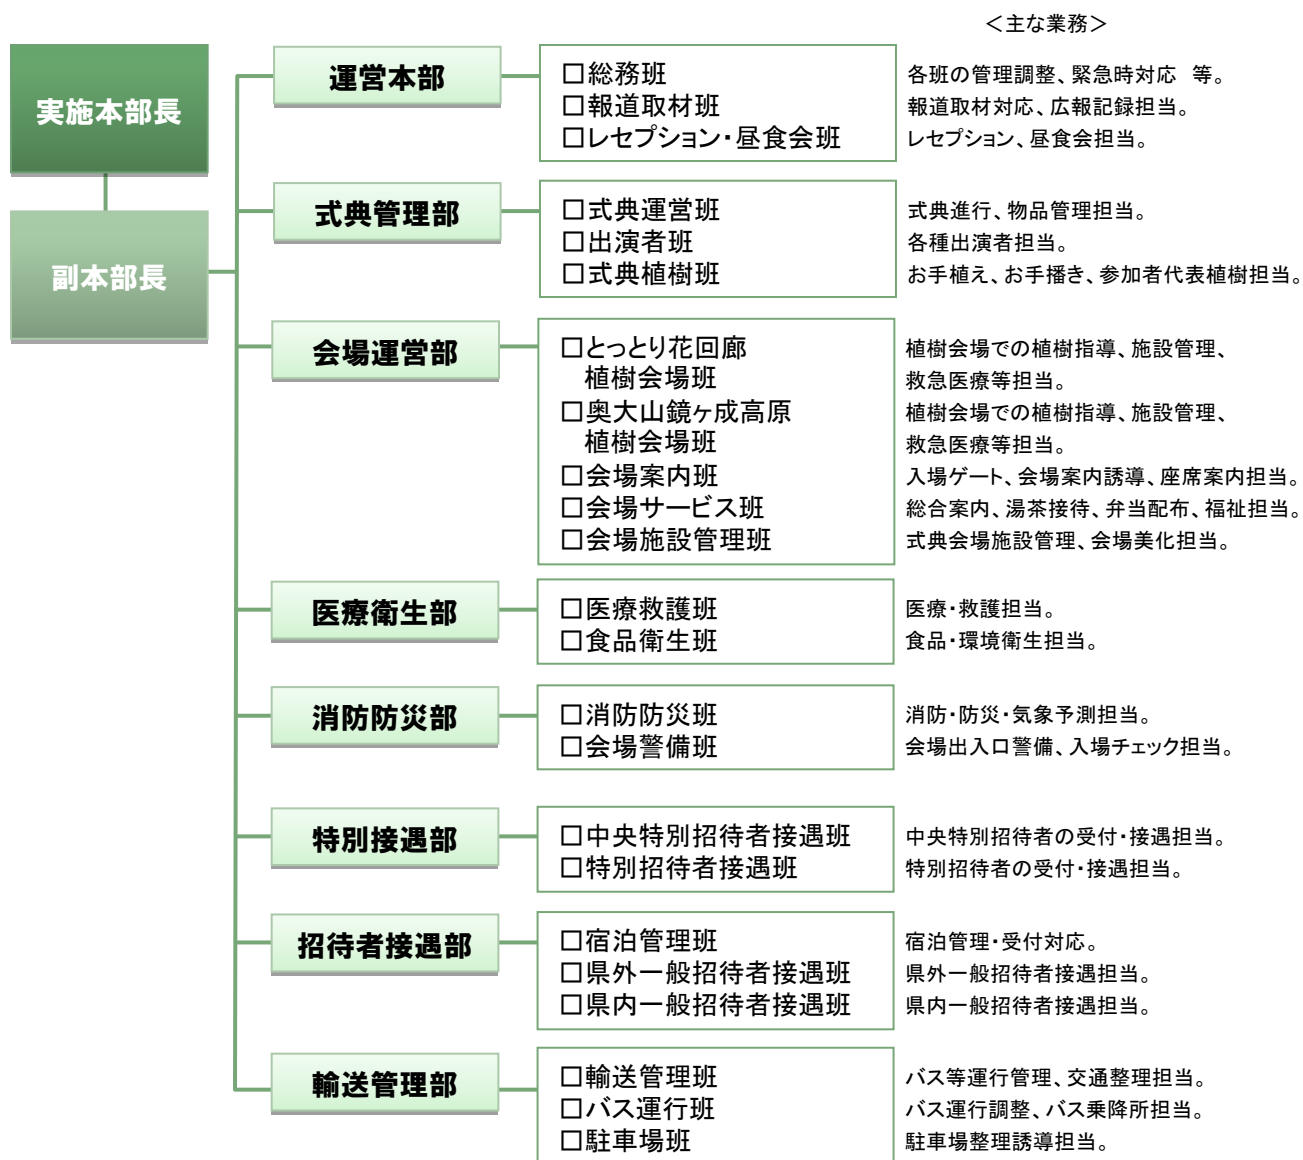 ＜主な業務＞
実施本部長
副本部長
運営本部
□総務班
各班の管理調整、緊急時対応　等。
□報道取材班
報道取材対応、広報記録担当。
□レセプション・昼食会班
レセプション、昼食会担当。
式典管理部
□式典運営班
式典進行、物品管理担当。
□出演者班
各種出演者担当。
□式典植樹班
お手植え、お手播き、参加者代表植樹担当。
会場運営部
□とっとり花回廊
植樹会場班
植樹会場での植樹指導、施設管理、
救急医療等担当。
□奥大山鏡ヶ成高原
植樹会場班
植樹会場での植樹指導、施設管理、
救急医療等担当。
□会場案内班
入場ゲート、会場案内誘導、座席案内担当。
□会場サービス班
総合案内、湯茶接待、弁当配布、福祉担当。
□会場施設管理班
式典会場施設管理、会場美化担当。
医療衛生部
□医療救護班
医療・救護担当。
□食品衛生班
食品・環境衛生担当。
消防防災部
□消防防災班
消防・防災・気象予測担当。
□会場警備班
会場出入口警備、入場チェック担当。
特別接遇部
□中央特別招待者接遇班
中央特別招待者の受付・接遇担当。
□特別招待者接遇班
特別招待者の受付・接遇担当。
招待者接遇部
□宿泊管理班
宿泊管理・受付対応。
□県外一般招待者接遇班
県外一般招待者接遇担当。
□県内一般招待者接遇班
県内一般招待者接遇担当。
輸送管理部
□輸送管理班
バス等運行管理、交通整理担当。
□バス運行班
バス運行調整、バス乗降所担当。
□駐車場班
駐車場整理誘導担当。